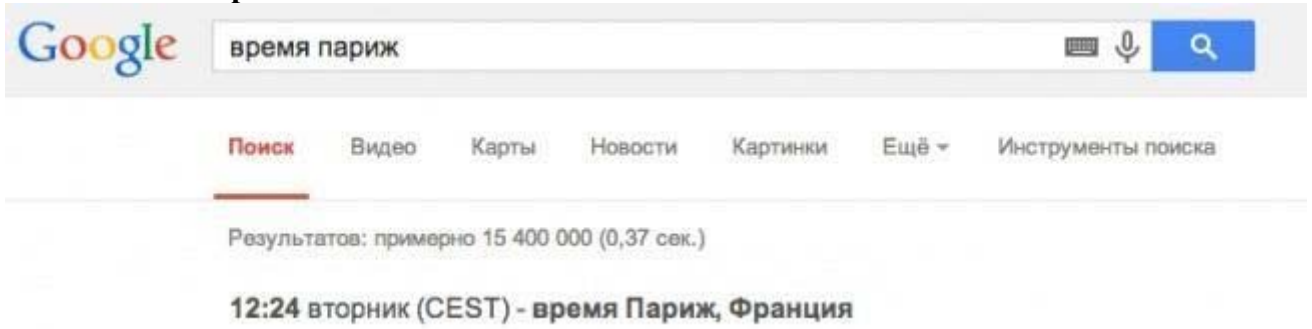 Google время париж
Поиск Видео Карты Новости Картинки Ещё Инструменты поиска
Результатов: примерно 15 400 000 (0,37 сек.)
12:24 вторник (CEST) - время Париж, Франция